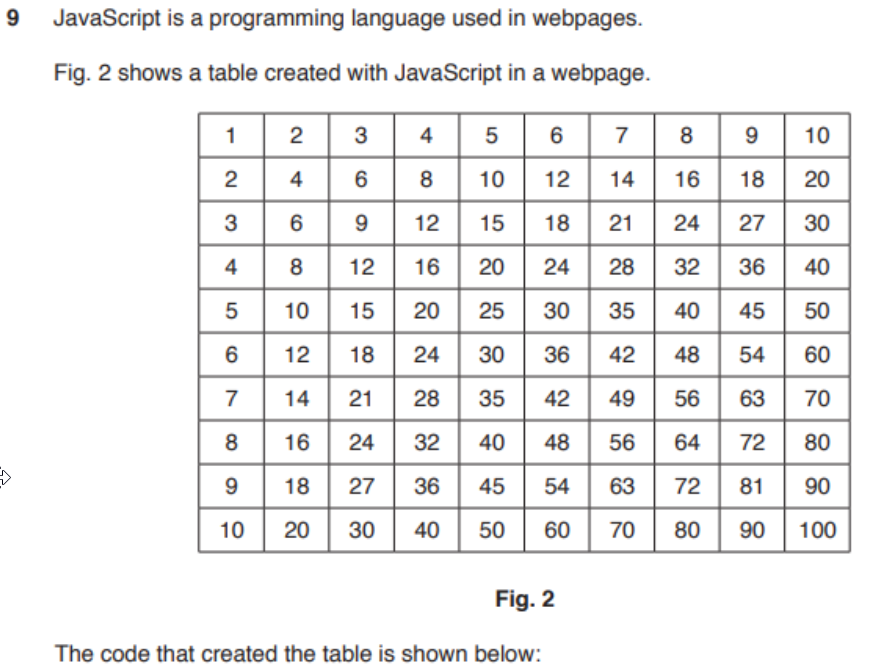 9 JavaScript is a programming language used in webpages.
Fig. 2 shows a table created with JavaScript in a webpage.
1 2 3 4 5 6 7 8 9 10
2 4 6 8 10 12 14 16 18 20
3 6 9 12 15 18 21 24 27 30
4 8 12 16 20 24 28 32 36 40
5 10 15 20 25 30 35 40 45 50
6 12 18 24 30 36 42 48 54 60
7 14 21 28 35 42 49 56 63 70
8 16 24 32 40 48 56 64 72 80
9 18 27 36 45 54 63 72 81 90
10 20 30 40 50 60 70 80 90 100
Fig. 2
The code that created the table is shown below: